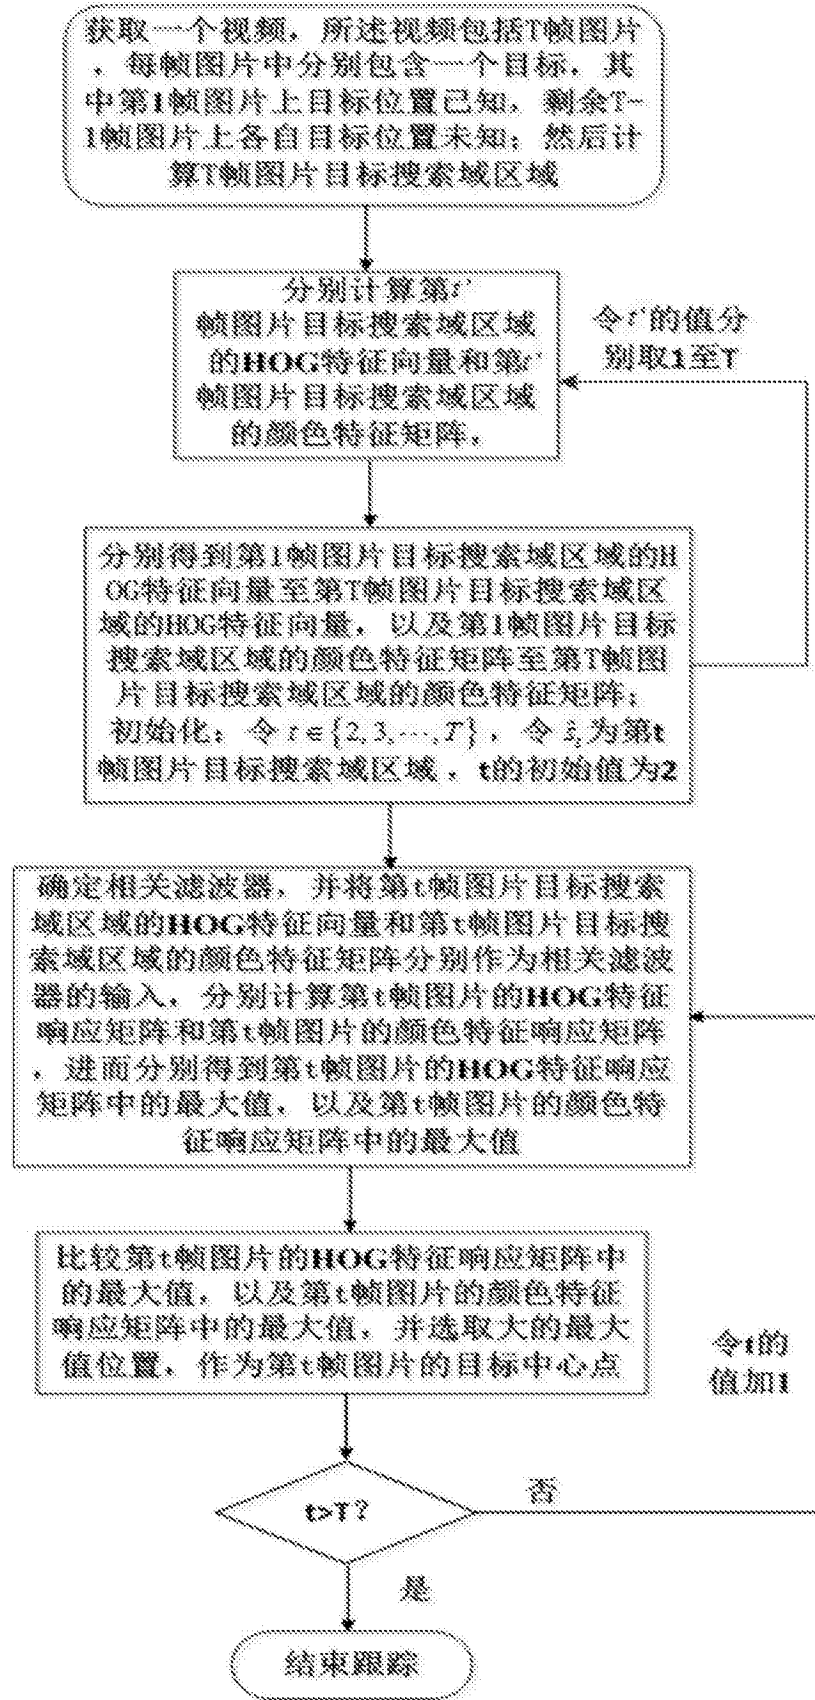 获取一个视频，所述视频包括T帧图片
，每帧图片中分别包含一个目标，其
中第1帧图片上目标位置已知，剩余T-
1帧图片上各自目标位置未知；然后计
算T帧图片目标搜索域区域
分别计算第t'
帧图片目标搜索域区域
的HOG特征向量和第t'
帧图片目标搜索域区域
的颜色特征矩阵，
令t'的值分
别取1至T
分别得到第1帧图片目标搜索域区域的H
OG特征向量至第T帧图片目标搜索域区
域的HOG特征向量，以及第1帧图片目标
搜索域区域的颜色特征矩阵至第T帧图
片目标搜索域区域的颜色特征矩阵；
初始化：令 t∈{2,3,⋯,T}，令 ŝₜ为第t
帧图片目标搜索域区域，t的初始值为2
确定相关滤波器，并将第t帧图片目标搜索
域区域的HOG特征向量和第t帧图片目标搜
索域区域的颜色特征矩阵分别作为相关滤波
器的输入，分别计算第t帧图片的HOG特征
响应矩阵和第t帧图片的颜色特征响应矩阵
，进而分别得到第t帧图片的HOG特征响应
矩阵中的最大值，以及第t帧图片的颜色特
征响应矩阵中的最大值
比较第t帧图片的HOG特征响应矩阵中
的最大值，以及第t帧图片的颜色特征
响应矩阵中的最大值，并选取大的最大
值位置，作为第t帧图片的目标中心点
令t的
值加1
t>T？
否
是
结束跟踪